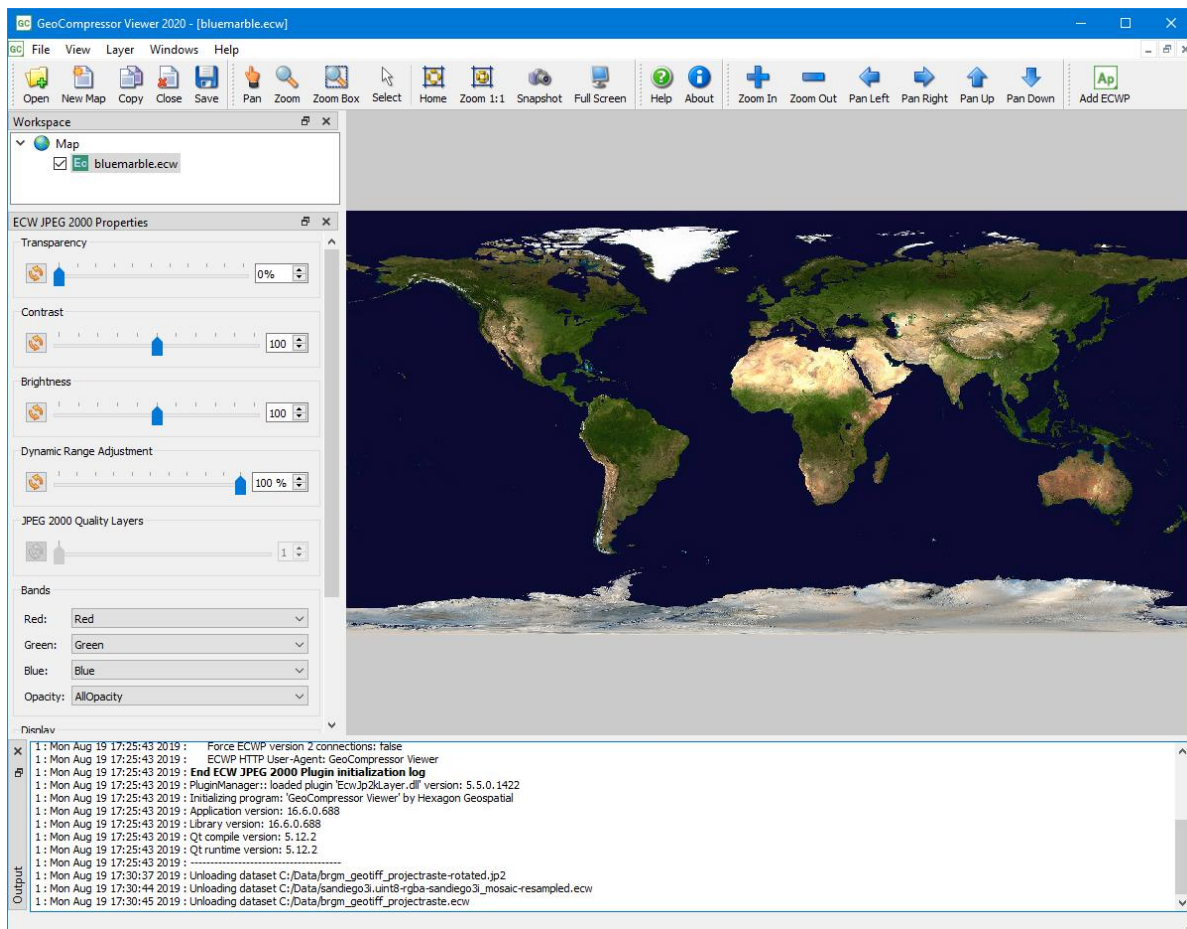 GC GeoCompressor Viewer 2020 - [bluemarble.ecw]
GC File View Layer Windows Help
Open New Map Copy Close Save Pan Zoom Zoom Box Select Home Zoom 1:1 Snapshot Full Screen Help About Zoom In Zoom Out Pan Left Pan Right Pan Up Pan Down Ap Add ECWP
Workspace
Map
Ec bluemarble.ecw
ECW JPEG 2000 Properties
Transparency
0%
Contrast
100
Brightness
100
Dynamic Range Adjustment
100 %
JPEG 2000 Quality Layers
1
Bands
Red: Red
Green: Green
Blue: Blue
Opacity: AllOpacity
Display
Output
1 : Mon Aug 19 17:25:43 2019 : Force ECWP version 2 connections: false
1 : Mon Aug 19 17:25:43 2019 : ECWP HTTP User-Agent: GeoCompressor Viewer
1 : Mon Aug 19 17:25:43 2019 : End ECW JPEG 2000 Plugin initialization log
1 : Mon Aug 19 17:25:43 2019 : PluginManager:: loaded plugin 'EcwJp2kLayer.dll' version: 5.5.0.1422
1 : Mon Aug 19 17:25:43 2019 : Initializing program: 'GeoCompressor Viewer' by Hexagon Geospatial
1 : Mon Aug 19 17:25:43 2019 : Application version: 16.6.0.688
1 : Mon Aug 19 17:25:43 2019 : Library version: 16.6.0.688
1 : Mon Aug 19 17:25:43 2019 : Qt compile version: 5.12.2
1 : Mon Aug 19 17:25:43 2019 : Qt runtime version: 5.12.2
1 : Mon Aug 19 17:25:43 2019 : --------------------------------------
1 : Mon Aug 19 17:30:37 2019 : Unloading dataset C:/Data/brgm_geotiff_projectraste-rotated.jp2
1 : Mon Aug 19 17:30:44 2019 : Unloading dataset C:/Data/sandiego3i.uint8-rgba-sandiego3i_mosaic-resampled.ecw
1 : Mon Aug 19 17:30:45 2019 : Unloading dataset C:/Data/brgm_geotiff_projectraste.ecw